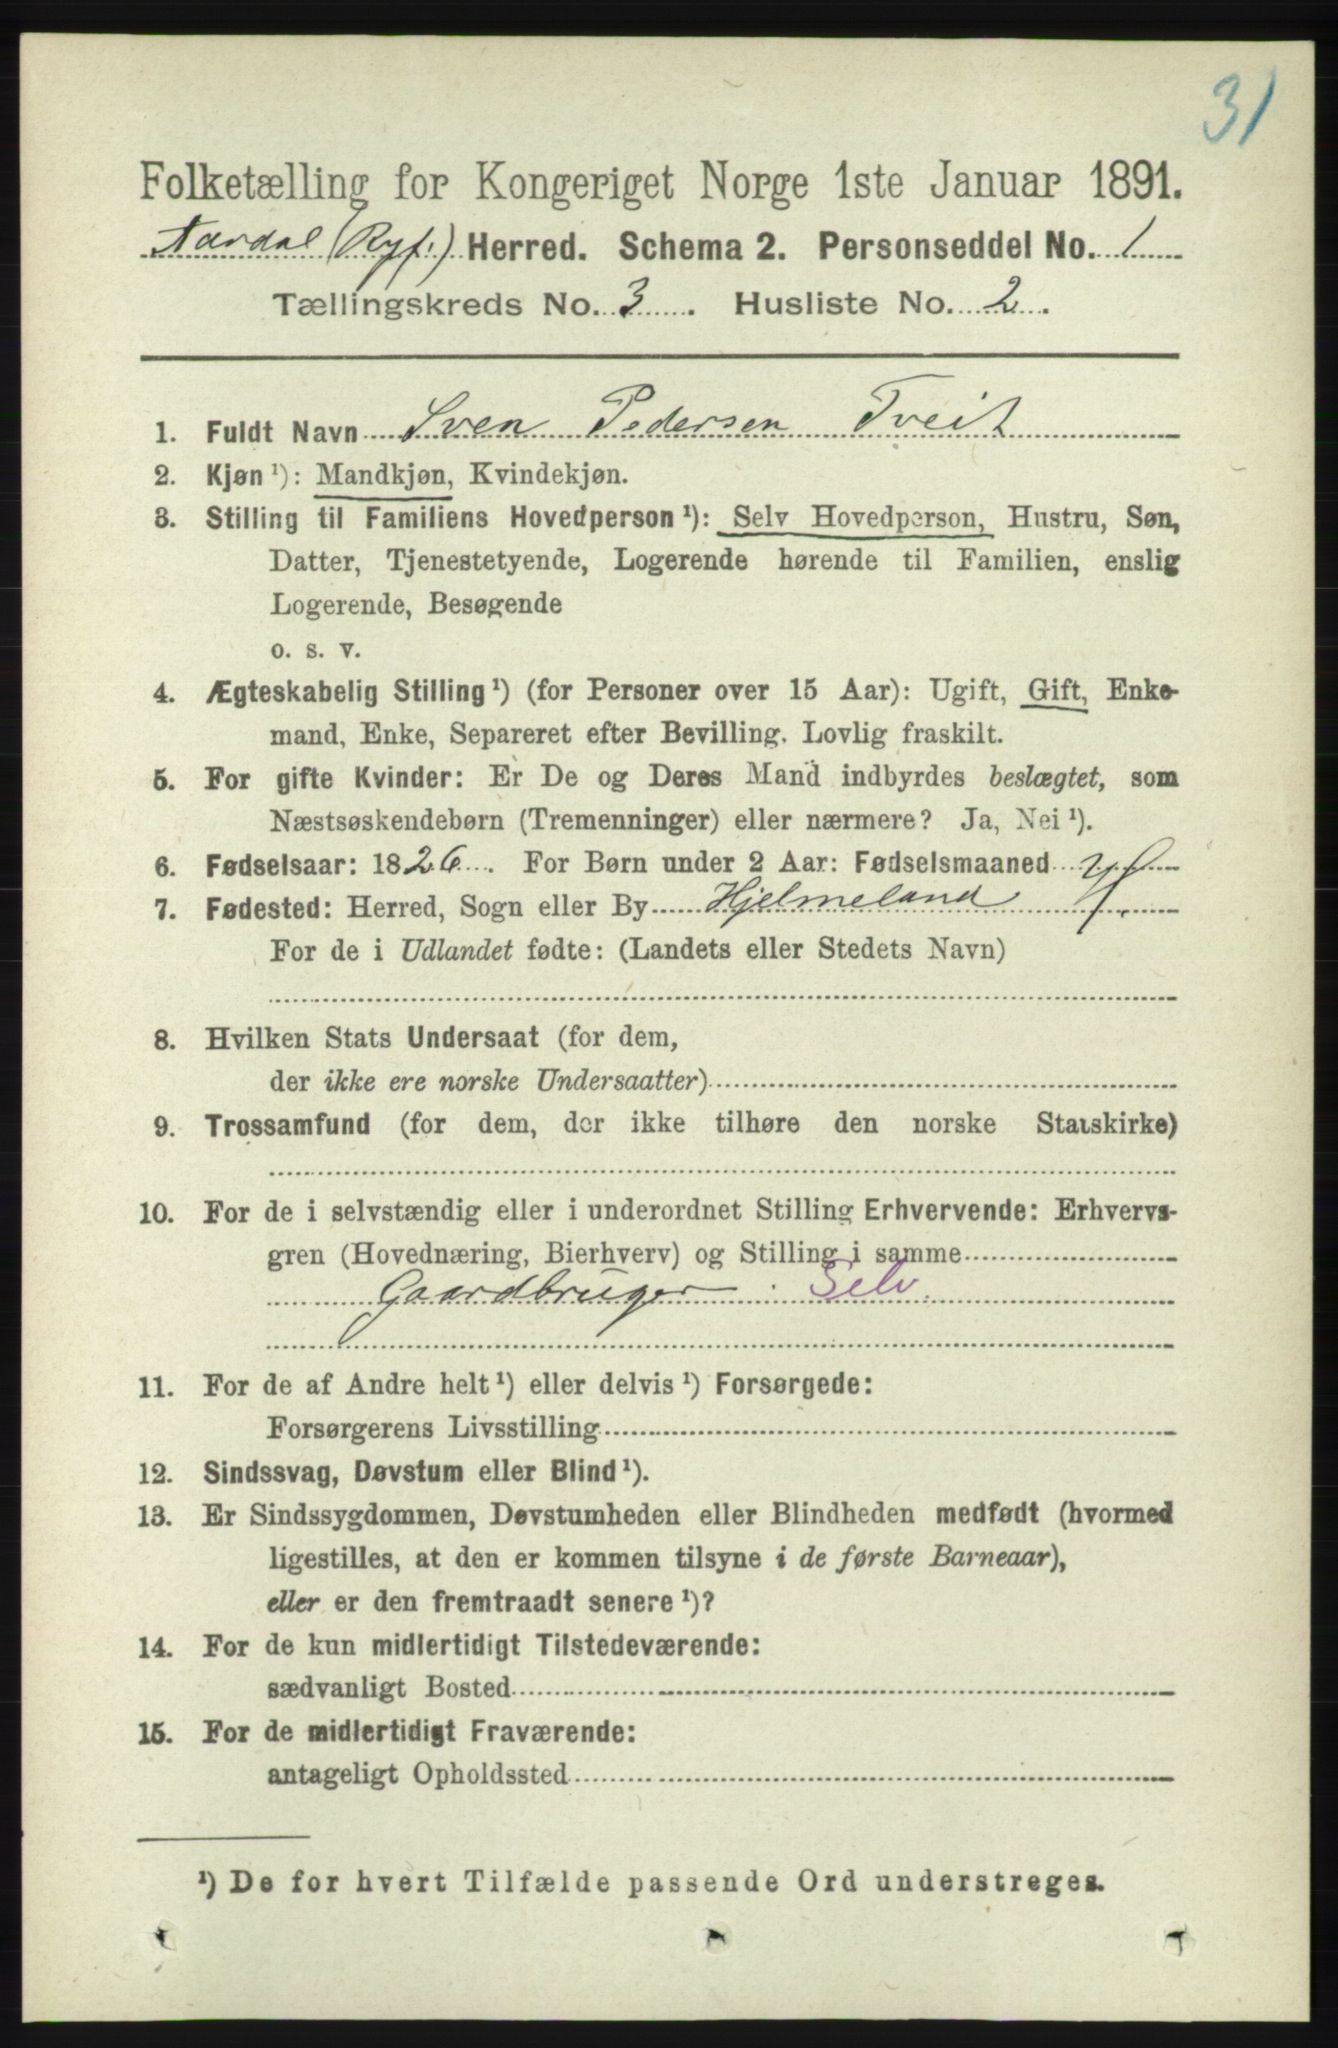 31
Folketælling for Kongeriget Norge 1ste Januar 1891.
Aardal (Ryf.) Herred. Schema 2. Personseddel No. 1
Tællingskreds No. 3. Husliste No. 2.
1. Fuldt Navn Sven Pedersen Tveit
2. Kjøn ¹): Mandkjøn, Kvindekjøn.
3. Stilling til Familiens Hovedperson ¹): Selv Hovedperson, Hustru, Søn,
Datter, Tjenestetyende, Logerende hørende til Familien, enslig
Logerende, Besøgende
o. s. v.
4. Ægteskabelig Stilling ¹) (for Personer over 15 Aar): Ugift, Gift, Enke-
mand, Enke, Separeret efter Bevilling. Lovlig fraskilt.
5. For gifte Kvinder: Er De og Deres Mand indbyrdes beslægtet, som
Næstsøskendebørn (Tremenninger) eller nærmere? Ja, Nei ¹).
6. Fødselsaar: 1826. For Børn under 2 Aar: Fødselsmaaned
7. Fødested: Herred, Sogn eller By Hjelmeland
For de i Udlandet fødte: (Landets eller Stedets Navn)
8. Hvilken Stats Undersaat (for dem,
der ikke ere norske Undersaatter)
9. Trossamfund (for dem, der ikke tilhøre den norske Statskirke)
10. For de i selvstændig eller i underordnet Stilling Erhvervende: Erhvervs-
gren (Hovednæring, Bierhverv) og Stilling i samme
Gaardbruger Selv.
11. For de af Andre helt ¹) eller delvis ¹) Forsørgede:
Forsørgerens Livsstilling
12. Sindssvag, Døvstum eller Blind ¹).
13. Er Sindssygdommen, Døvstumheden eller Blindheden medfødt (hvormed
ligestilles, at den er kommen tilsyne i de første Barneaar),
eller er den fremtraadt senere ¹)?
14. For de kun midlertidigt Tilstedeværende:
sædvanligt Bosted
15. For de midlertidigt Fraværende:
antageligt Opholdssted
¹) De for hvert Tilfælde passende Ord understreges.